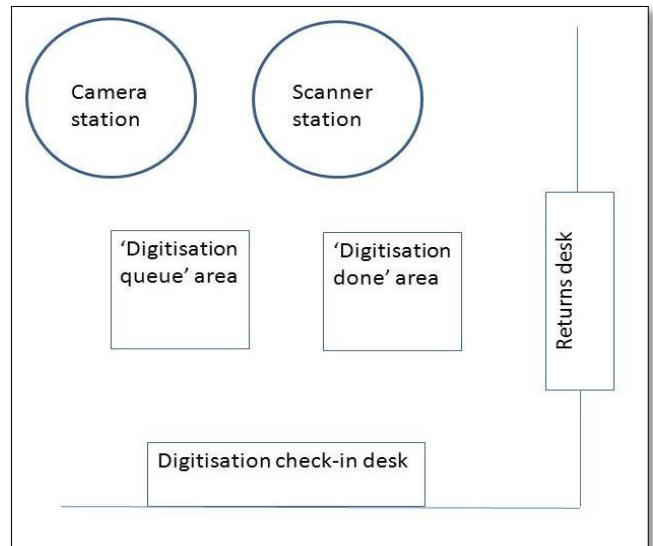 Camera
station
Scanner
station
‘Digitisation
queue’ area
‘Digitisation
done’ area
Returns desk
Digitisation check-in desk